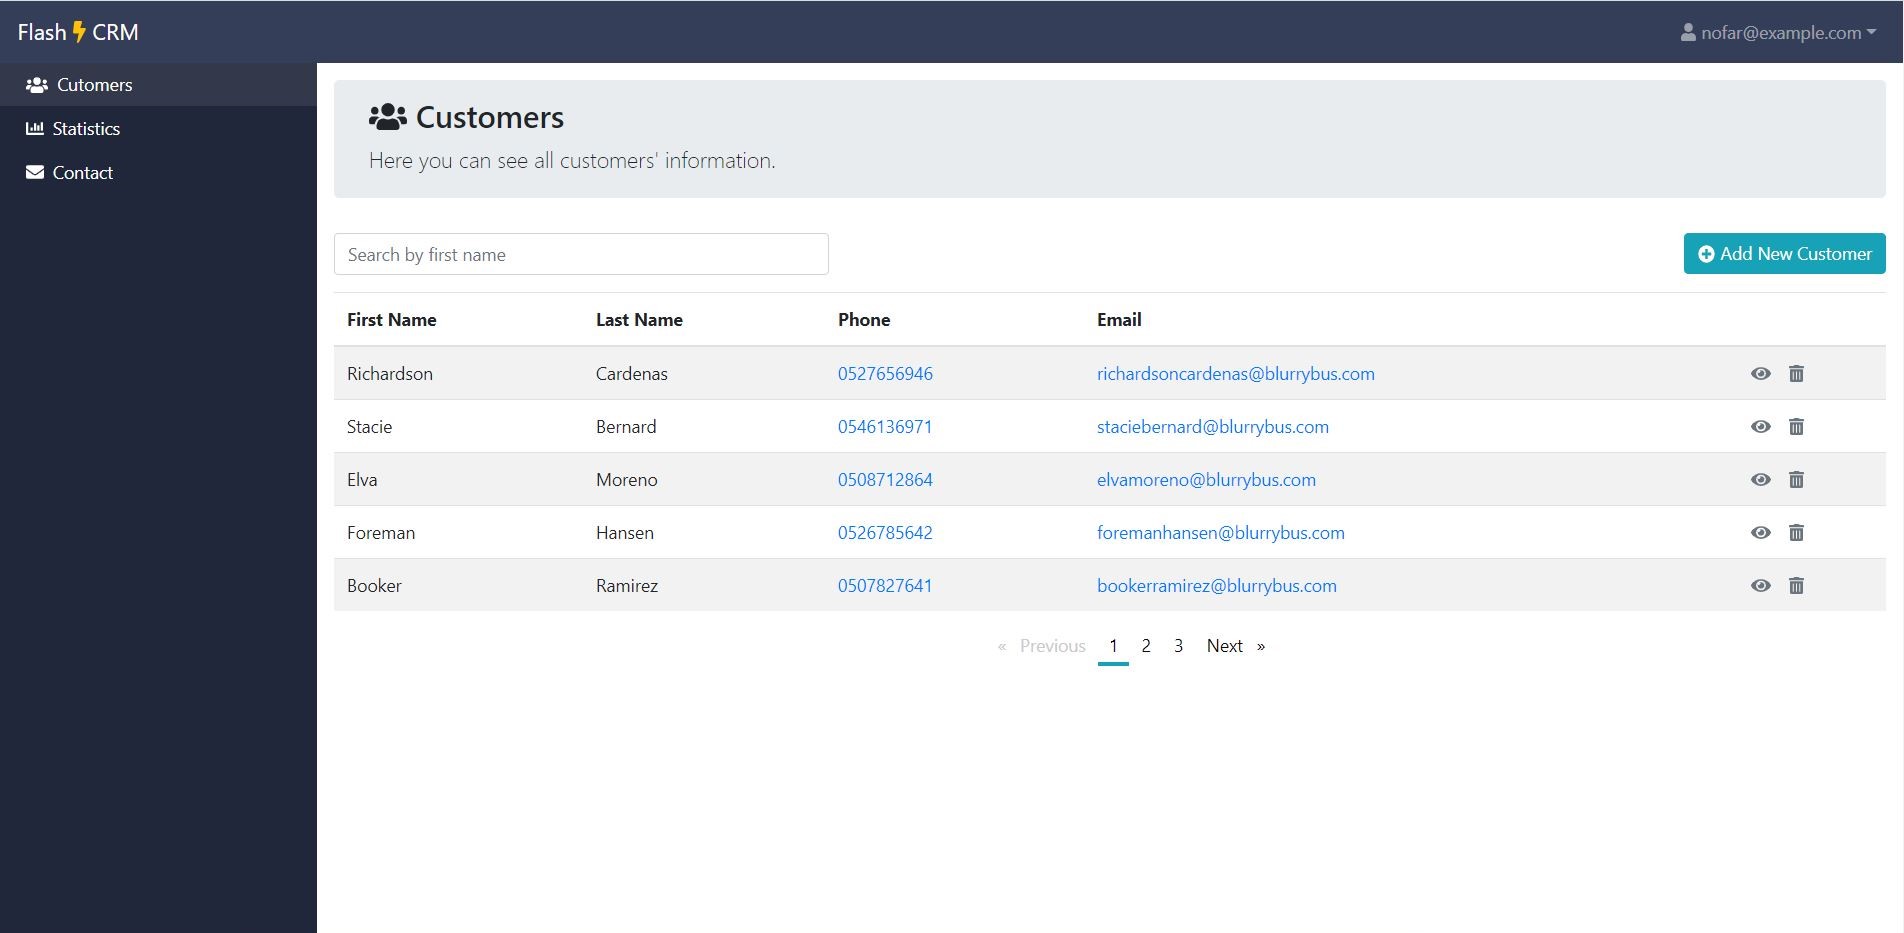 Flash CRM
nofar@example.com
Cutomers
Statistics
Contact
Customers
Here you can see all customers' information.
Search by first name
Add New Customer
First Name Last Name Phone Email
Richardson Cardenas 0527656946 richardsoncardenas@blurrybus.com
Stacie Bernard 0546136971 staciebernard@blurrybus.com
Elva Moreno 0508712864 elvamoreno@blurrybus.com
Foreman Hansen 0526785642 foremanhansen@blurrybus.com
Booker Ramirez 0507827641 bookerramirez@blurrybus.com
« Previous 1 2 3 Next »